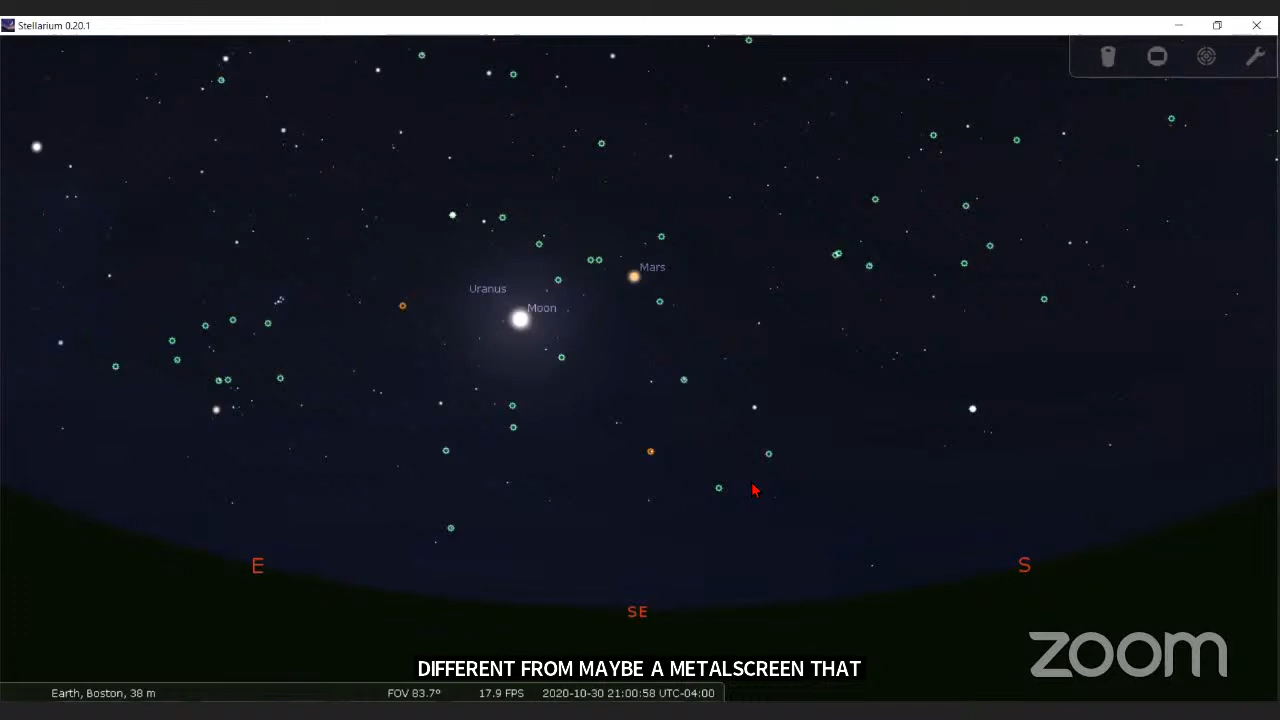 Stellarium 0.20.1
Mars
Uranus
Moon
E
S
SE
DIFFERENT FROM MAYBE A METALSCREEN THAT
zoom
Earth, Boston, 38 m
FOV 83.7°
17.9 FPS
2020-10-30 21:00:58 UTC-04:00